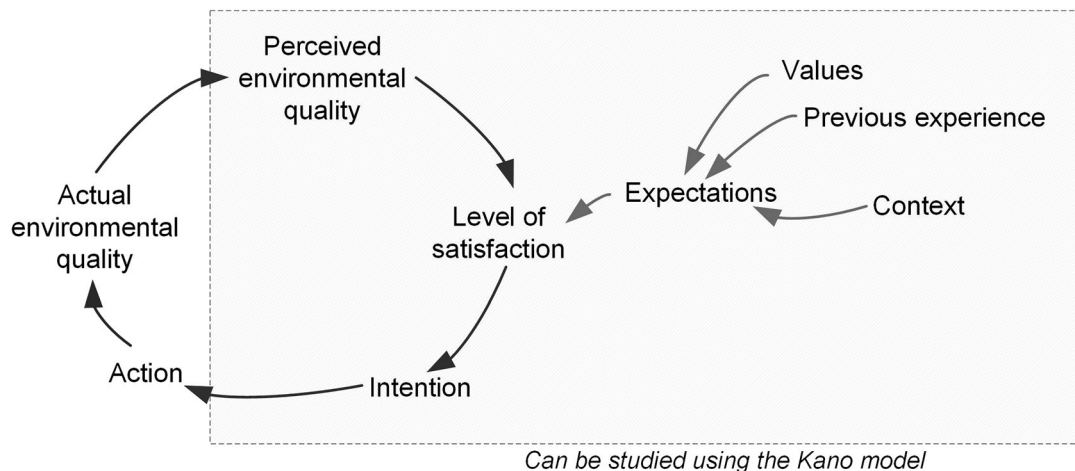 Perceived
environmental
quality
Values
Previous experience
Actual
environmental
quality
Expectations
Context
Level of
satisfaction
Action
Intention
Can be studied using the Kano model